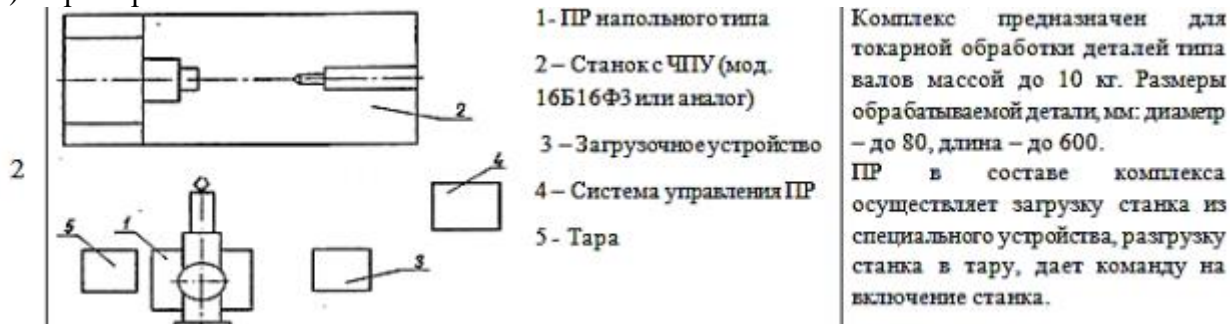 2
2
4
5
1
3
1- ПР напольного типа
2 – Станок с ЧПУ (мод.
16Б16Ф3 или аналог)
3 – Загрузочное устройство
4 – Система управления ПР
5 - Тара
Комплекс предназначен для
токарной обработки деталей типа
валов массой до 10 кг. Размеры
обрабатываемой детали, мм: диаметр
– до 80, длина – до 600.
ПР в составе комплекса
осуществляет загрузку станка из
специального устройства, разгрузку
станка в тару, дает команду на
включение станка.